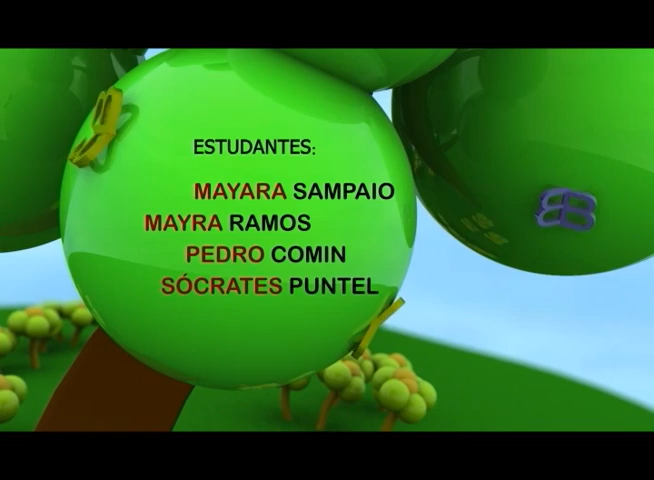 ESTUDANTES:
MAYARA SAMPAIO
MAYRA RAMOS
PEDRO COMIN
SÓCRATES PUNTEL